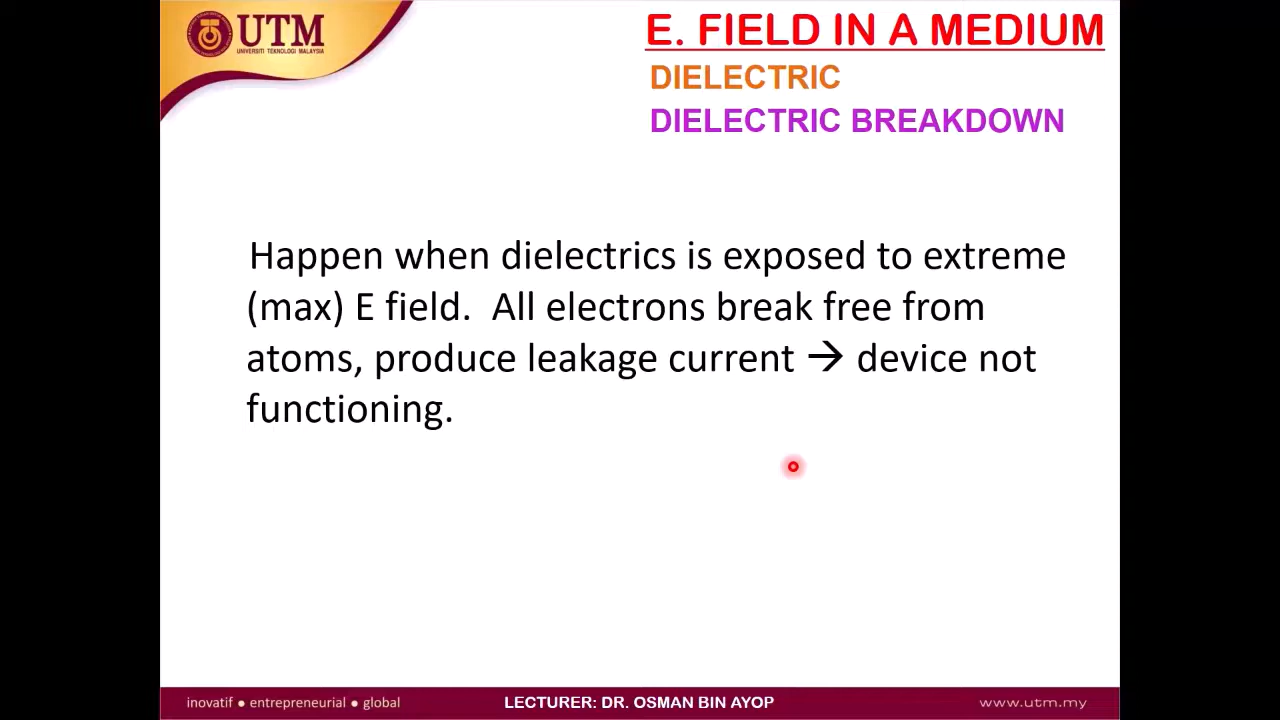 UTM
UNIVERSITI TEKNOLOGI MALAYSIA
E. FIELD IN A MEDIUM
DIELECTRIC
DIELECTRIC BREAKDOWN
Happen when dielectrics is exposed to extreme
(max) E field. All electrons break free from
atoms, produce leakage current → device not
functioning.
inovatif ● entrepreneurial ● global
LECTURER: DR. OSMAN BIN AYOP
www.utm.my